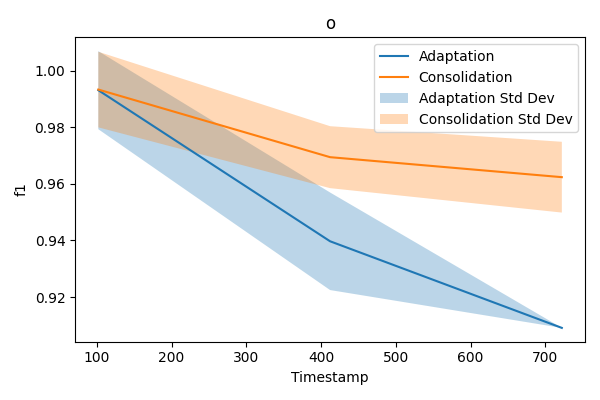 o
1.00
0.98
0.96
0.94
0.92
f1
Adaptation
Consolidation
Adaptation Std Dev
Consolidation Std Dev
100 200 300 400 500 600 700
Timestamp